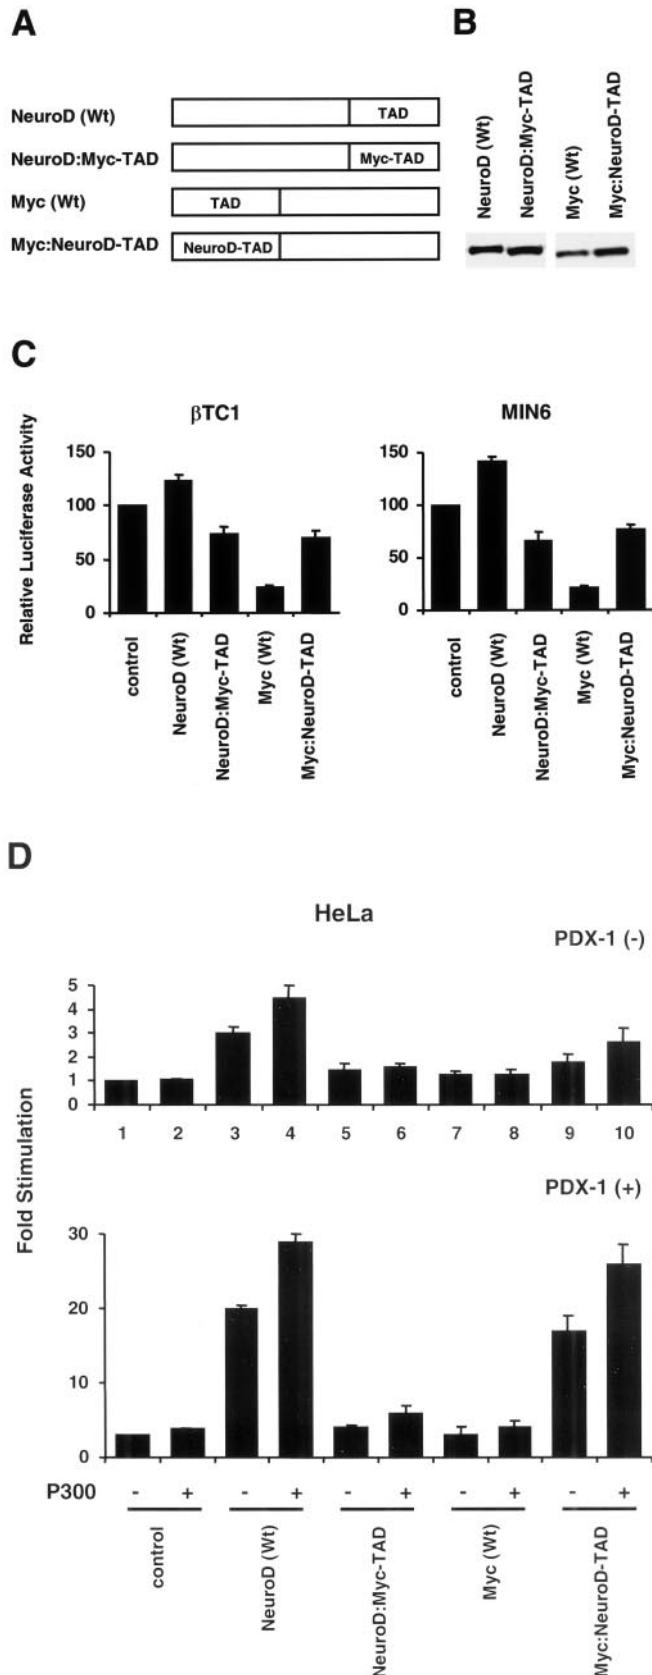 A
NeuroD (Wt)
TAD
NeuroD:Myc-TAD
Myc-TAD
Myc (Wt)
TAD
Myc:NeuroD-TAD
NeuroD-TAD
B
NeuroD (Wt)
NeuroD:Myc-TAD
Myc (Wt)
Myc:NeuroD-TAD
C
βTC1
Relative Luciferase Activity
150
100
50
0
control
NeuroD (Wt)
NeuroD:Myc-TAD
Myc (Wt)
Myc:NeuroD-TAD
MIN6
150
100
50
0
control
NeuroD (Wt)
NeuroD:Myc-TAD
Myc (Wt)
Myc:NeuroD-TAD
D
HeLa
PDX-1 (-)
Fold Stimulation
5
4
3
2
1
0
1 2 3 4 5 6 7 8 9 10
PDX-1 (+)
30
20
10
0
P300 - + - + - + - + - +
control
NeuroD (Wt)
NeuroD:Myc-TAD
Myc (Wt)
Myc:NeuroD-TAD